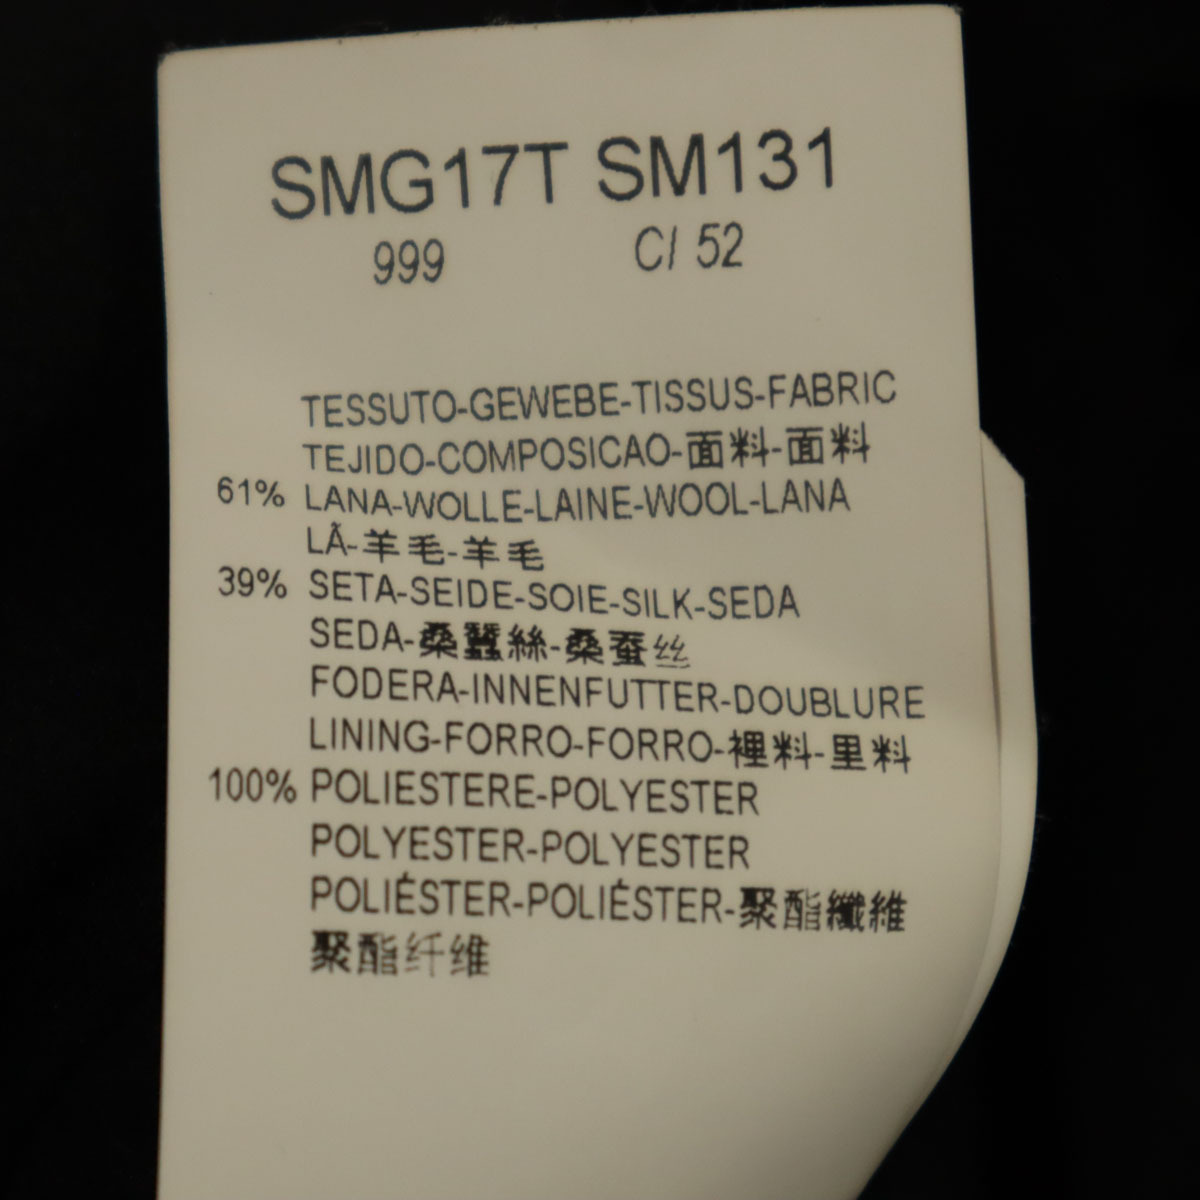 SMG17T SM131
999 C/ 52
TESSUTO-GEWEBE-TISSUS-FABRIC
TEJIDO-COMPOSICAO-面料-面料
61% LANA-WOLLE-LAINE-WOOL-LANA
LÃ-羊毛-羊毛
39% SETA-SEIDE-SOIE-SILK-SEDA
SEDA-桑蠶絲-桑蚕丝
FODERA-INNENFUTTER-DOUBLURE
LINING-FORRO-FORRO-裡料-里料
100% POLIESTERE-POLYESTER
POLYESTER-POLYESTER
POLIÉSTER-POLIÉSTER-聚酯纖維
聚酯纤维